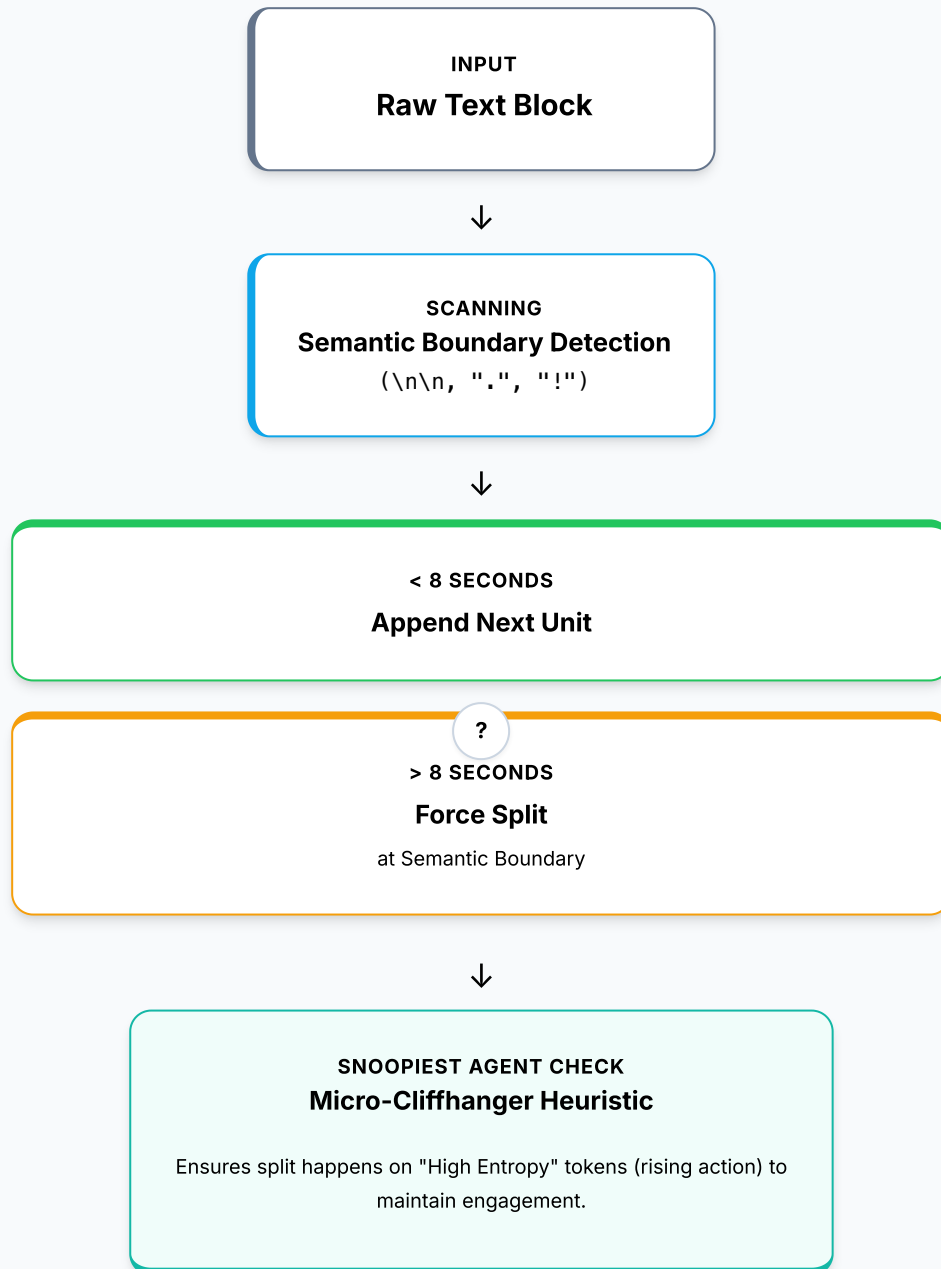 INPUT
Raw Text Block
↓
SCANNING
Semantic Boundary Detection
(\n\n, ".", "!")
↓
< 8 SECONDS
Append Next Unit
?
> 8 SECONDS
Force Split
at Semantic Boundary
↓
SNOOPIEST AGENT CHECK
Micro-Cliffhanger Heuristic
Ensures split happens on "High Entropy" tokens (rising action) to
maintain engagement.